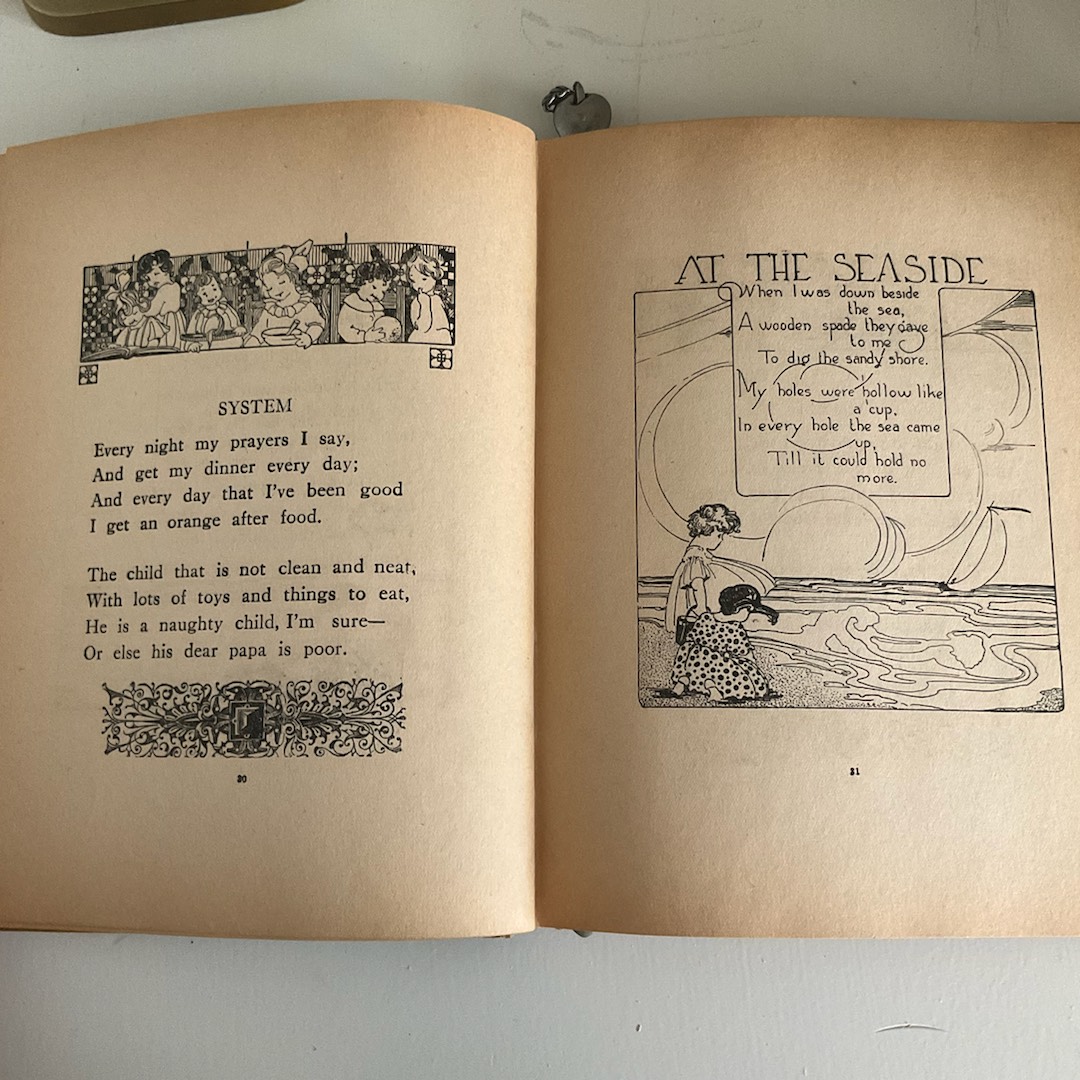 SYSTEM
Every night my prayers I say,
And get my dinner every day;
And every day that I've been good
I get an orange after food.
The child that is not clean and neat,
With lots of toys and things to eat,
He is a naughty child, I'm sure—
Or else his dear papa is poor.
30
AT THE SEASIDE
When I was down beside
the sea,
A wooden spade they gave
to me
To dig the sandy shore.
My holes were hollow like
a cup.
In every hole the sea came
up,
Till it could hold no
more.
31